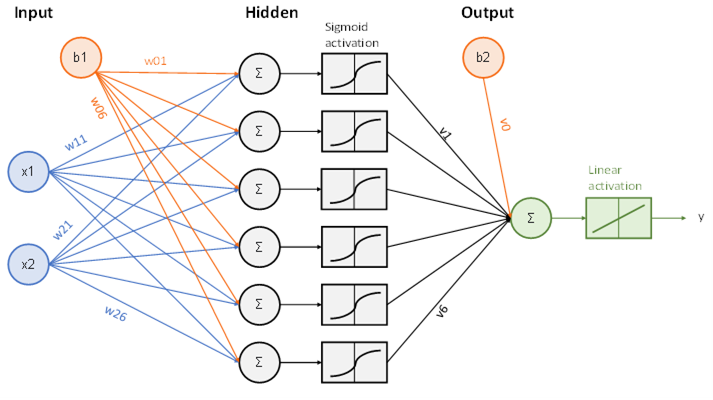 Input
Hidden
Output
Sigmoid
activation
b1
w01
Σ
b2
w06
Σ
w11
v1
v0
x1
Σ
Linear
activation
Σ
y
w21
x2
Σ
w26
Σ
v6
Σ